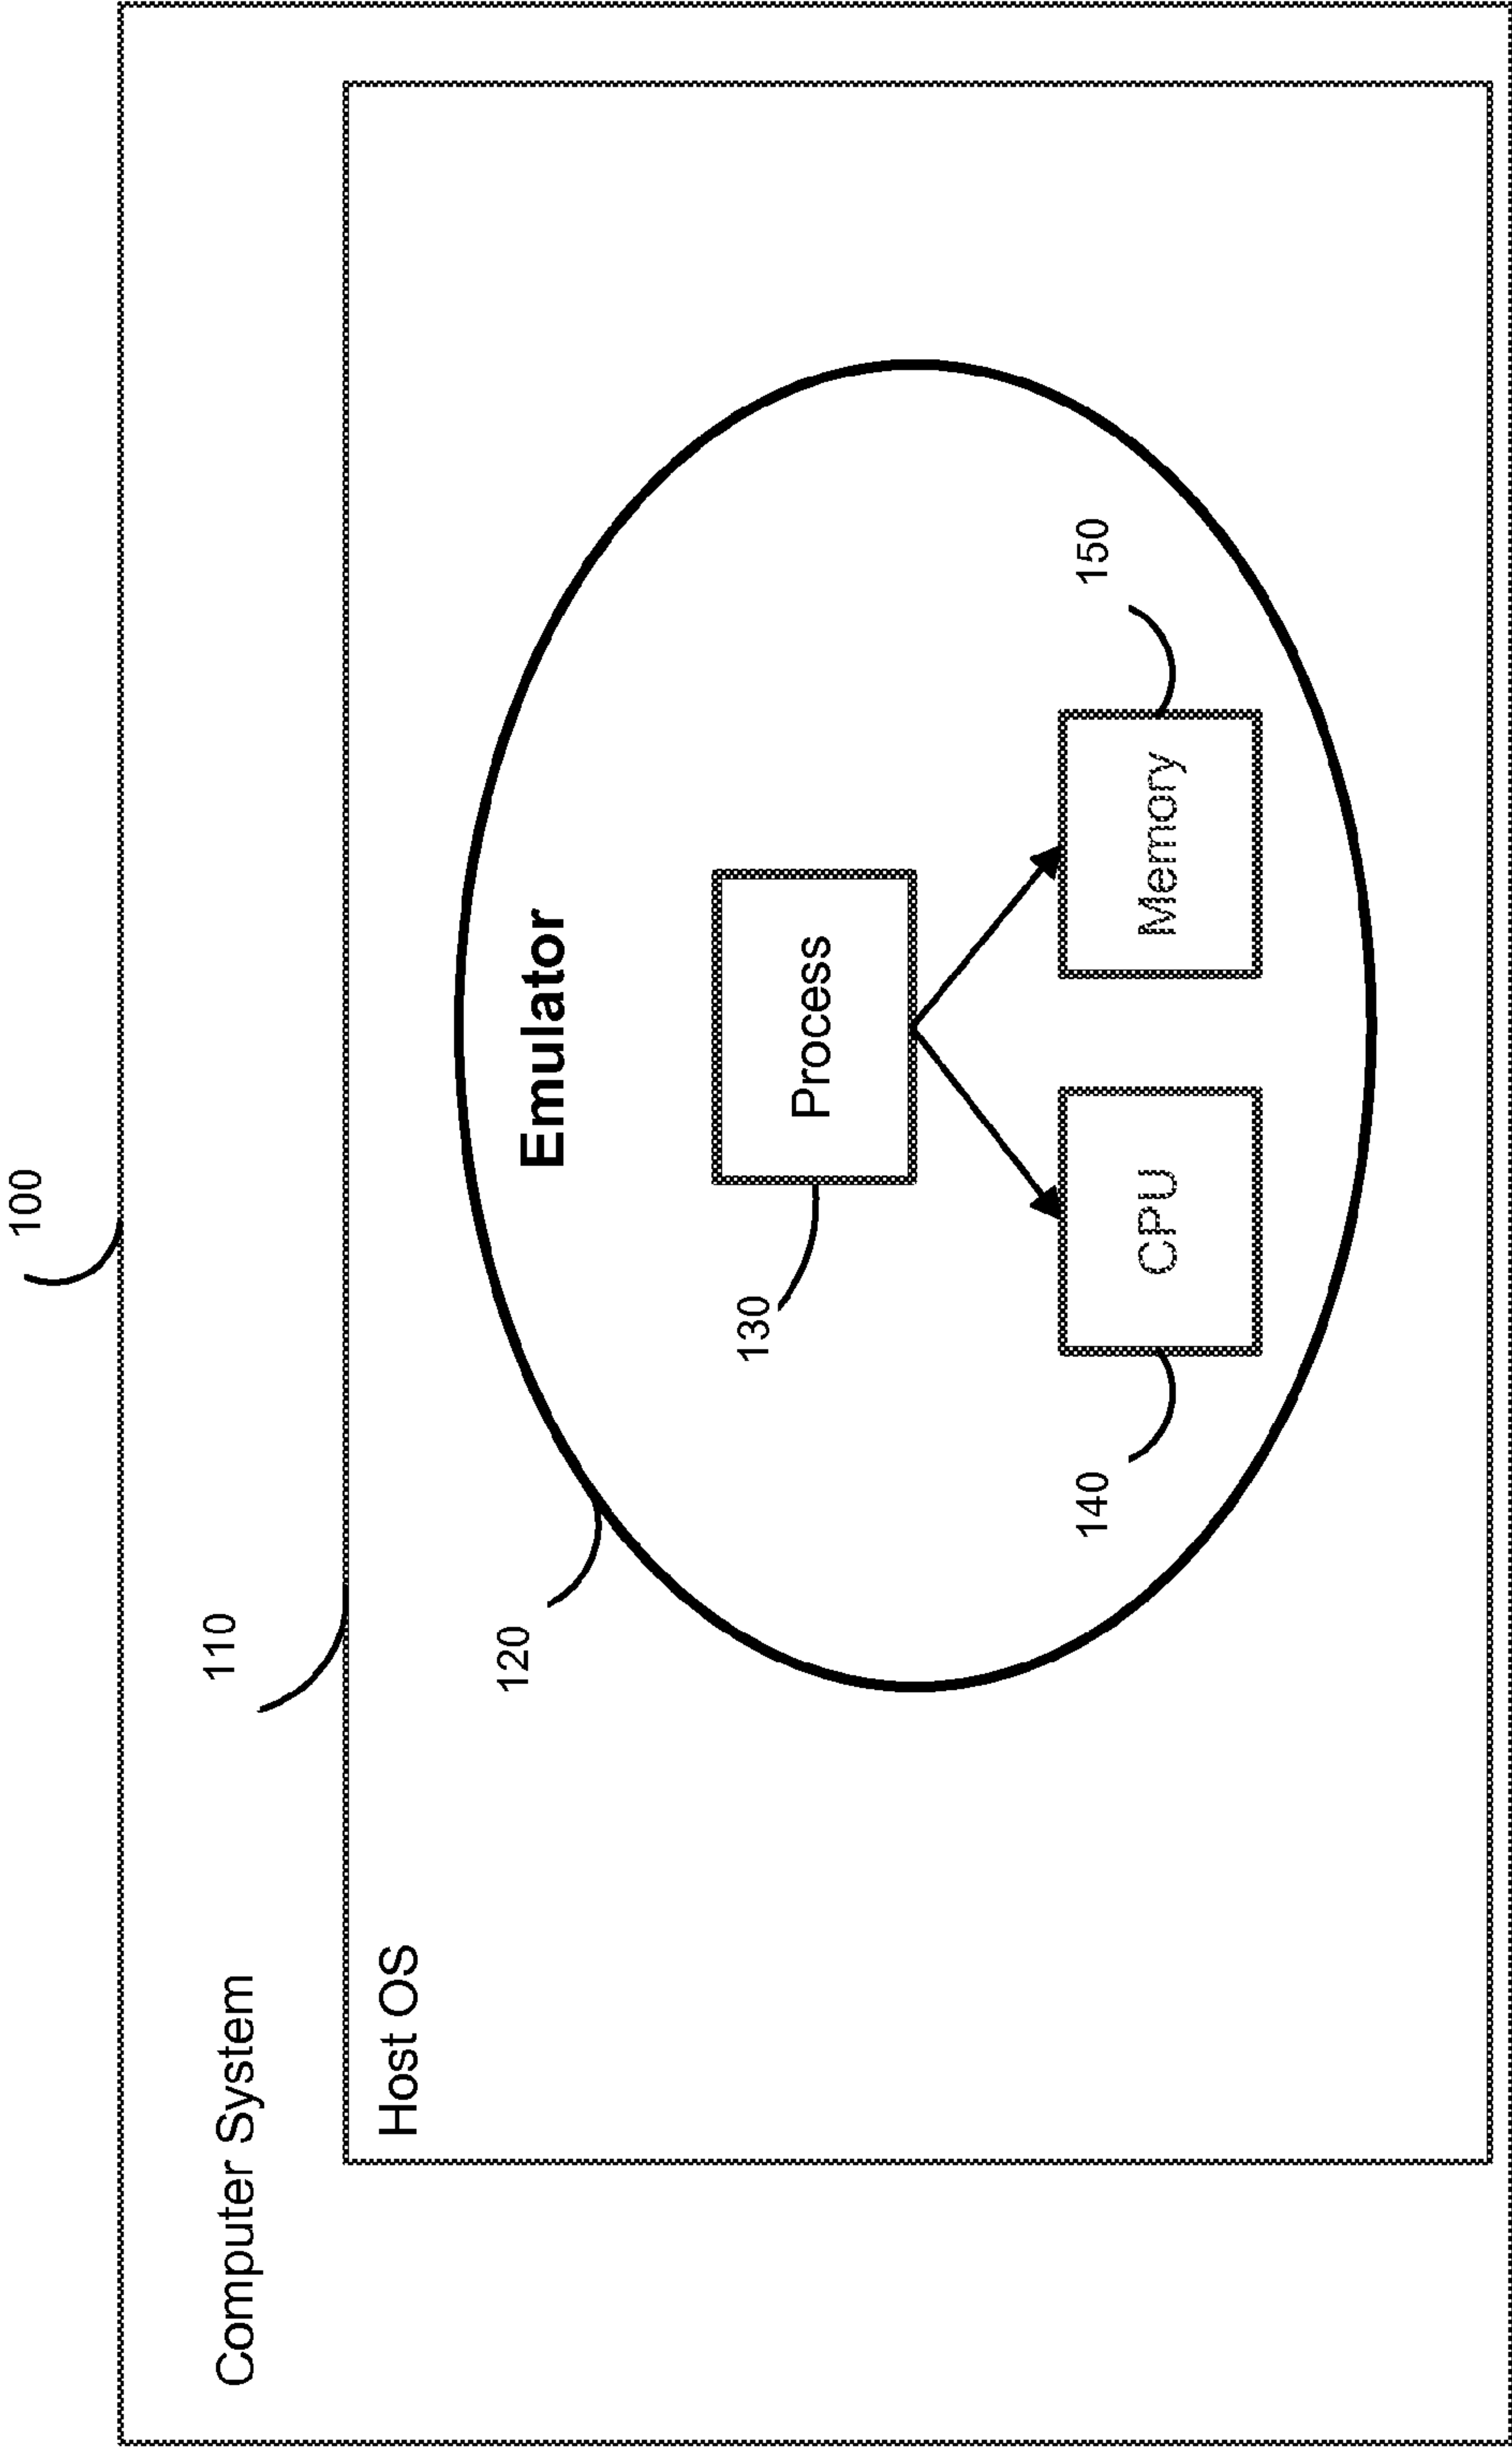 100
Computer System
110
Host OS
120
Emulator
130
Process
140
CPU
Memory
150